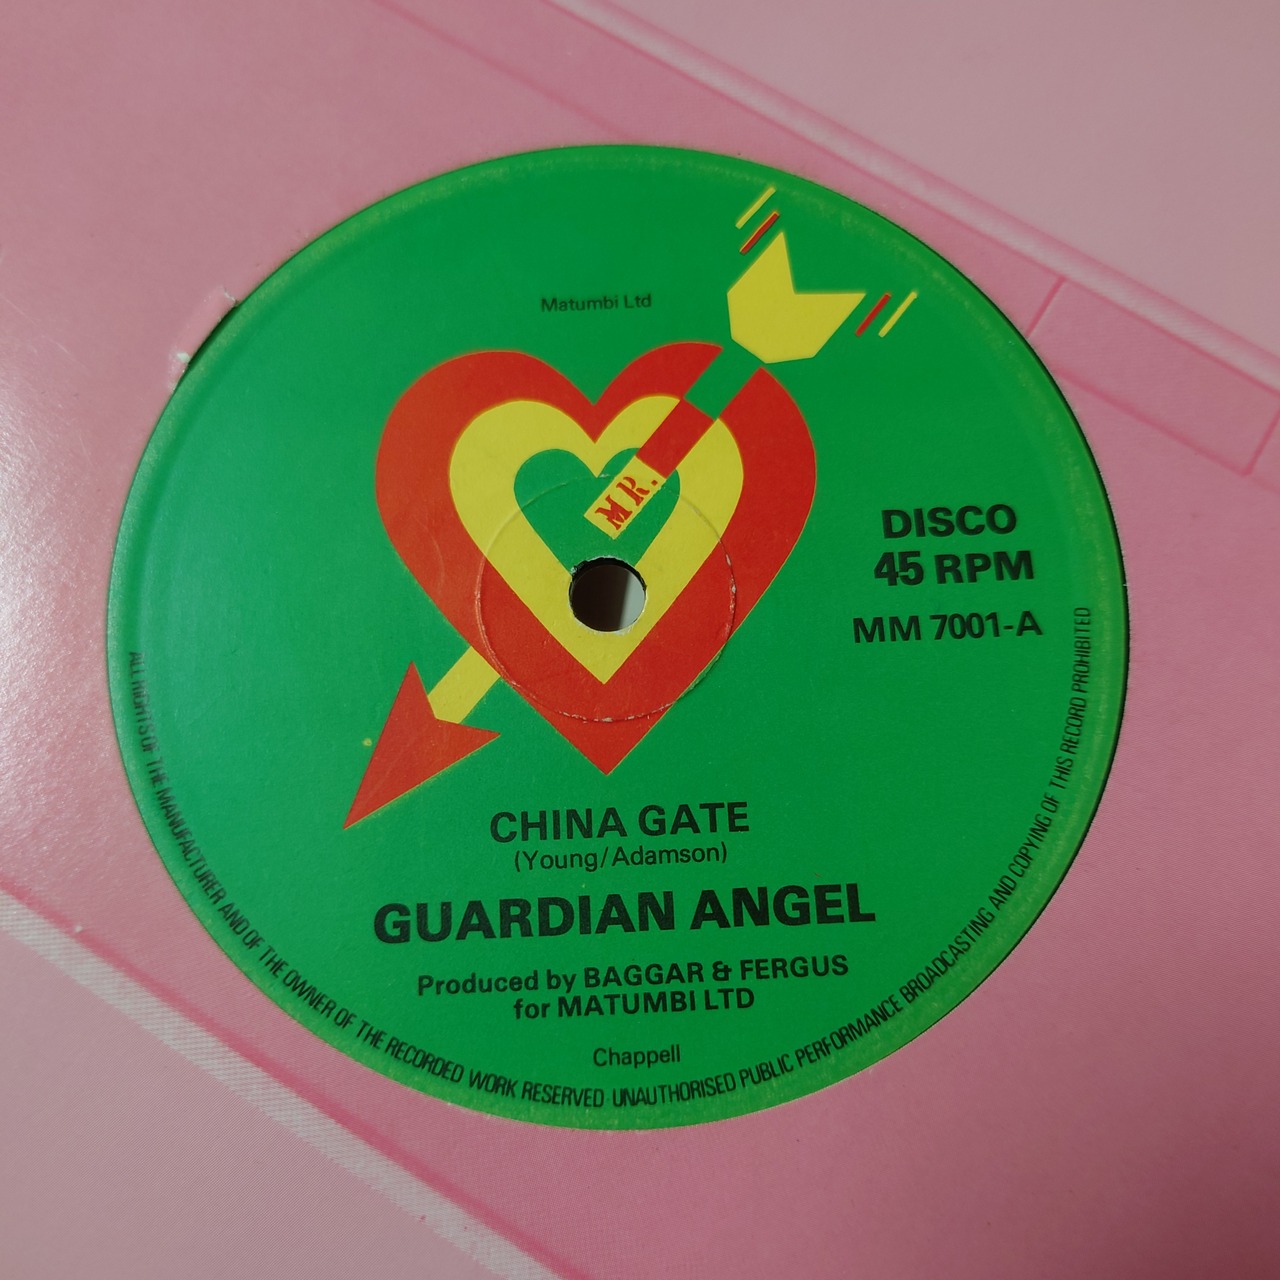 Matumbi Ltd
MR.
DISCO
45 RPM
MM 7001-A
CHINA GATE
(Young/Adamson)
GUARDIAN ANGEL
Produced by BAGGAR & FERGUS
for MATUMBI LTD
Chappell
ALL RIGHTS OF THE MANUFACTURER AND OF THE OWNER OF THE RECORDED WORK RESERVED UNAUTHORISED PUBLIC PERFORMANCE BROADCASTING AND COPYING OF THIS RECORD PROHIBITED